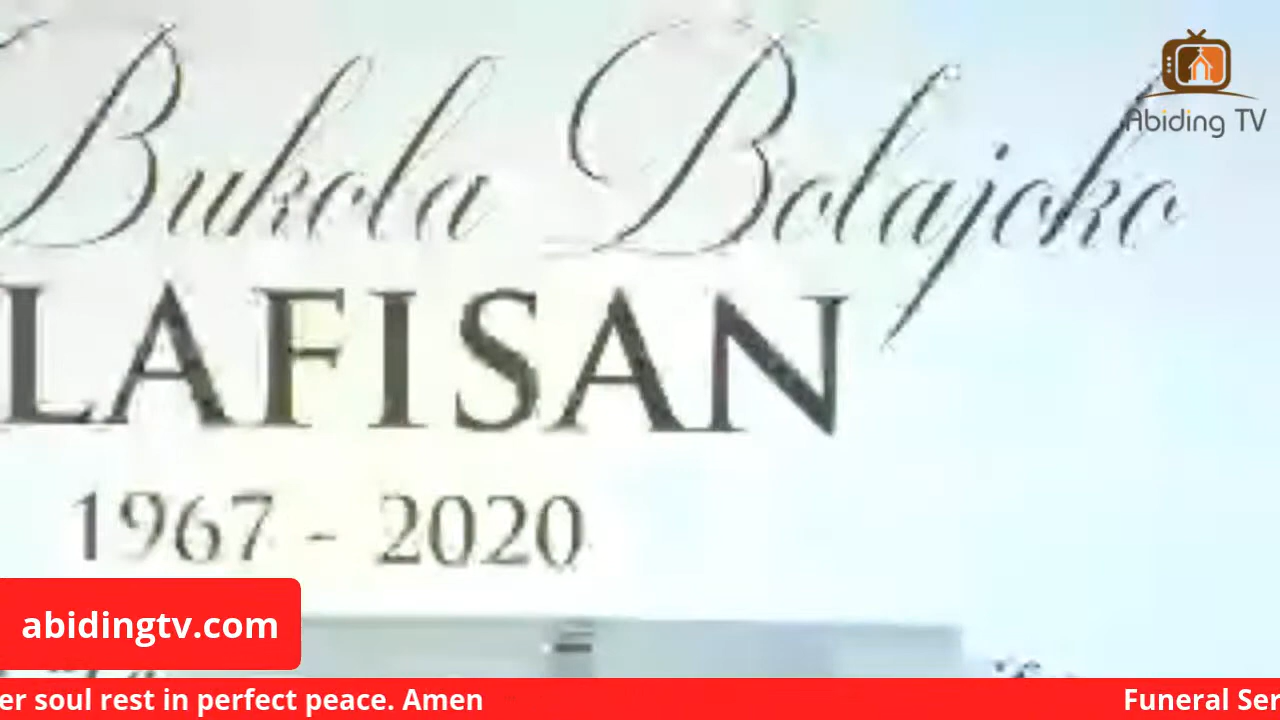 Bukola Bolajoko
Abiding TV
LAFISAN
1967 - 2020
abidingtv.com
er soul rest in perfect peace. Amen
Funeral Ser